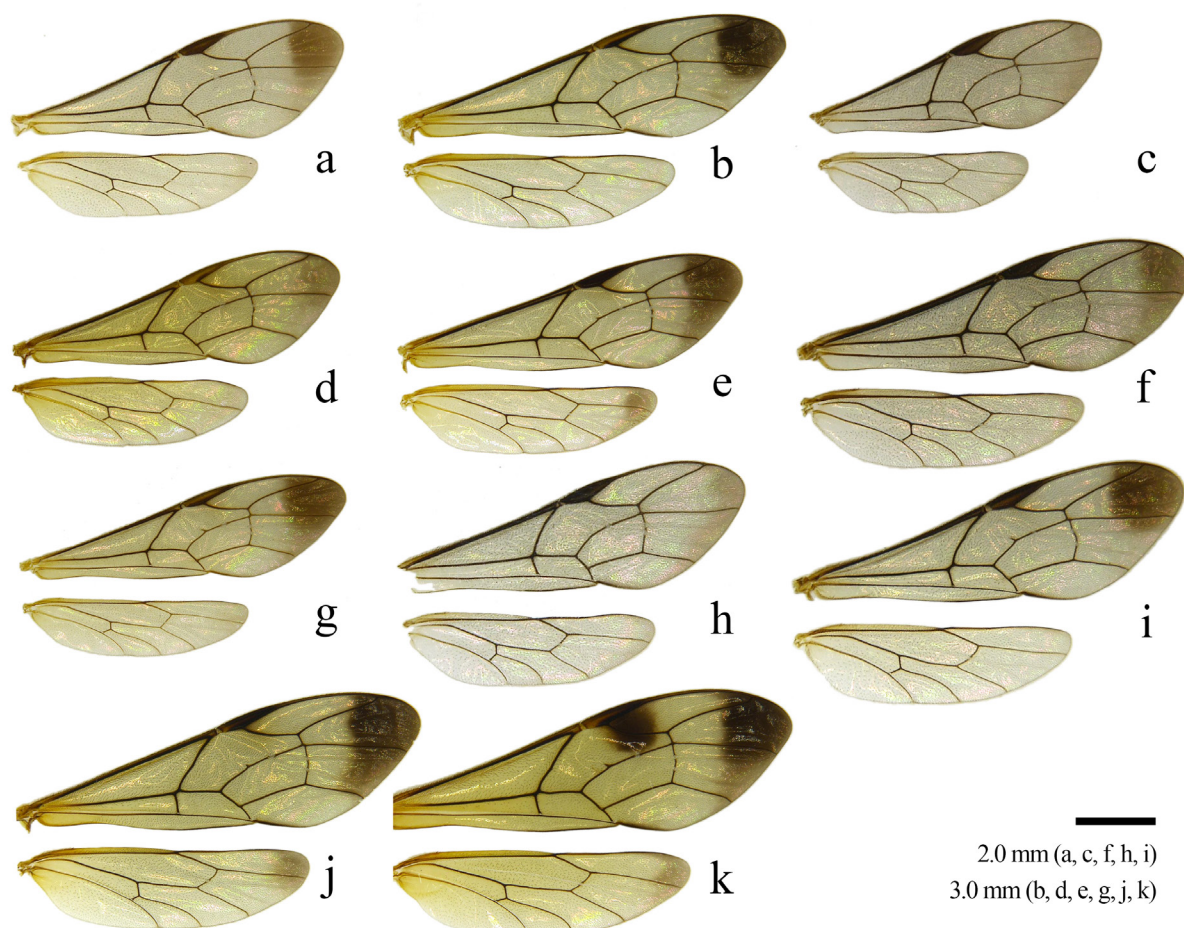 a
b
c
d
e
f
g
h
i
j
k
2.0 mm (a, c, f, h, i)
3.0 mm (b, d, e, g, j, k)